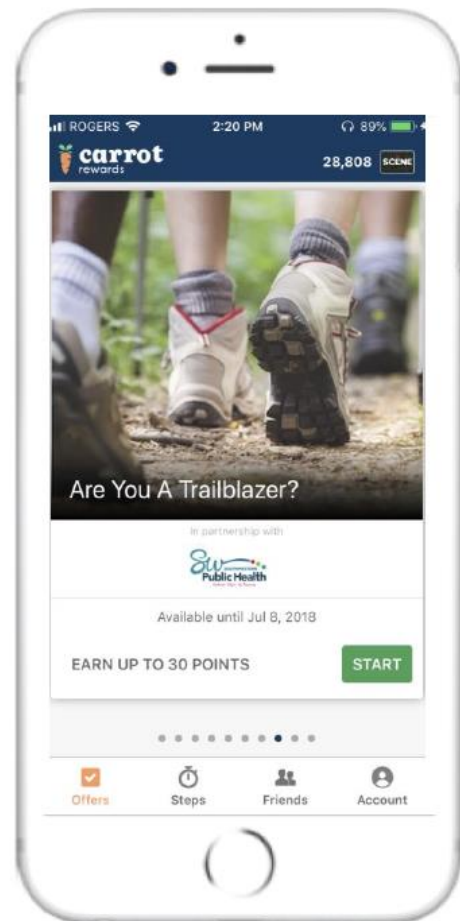 ROGERS 2:20 PM 89%
carrot
rewards
28,808 SCENE
Are You A Trailblazer?
In partnership with
SW
Public Health
Available until Jul 8, 2018
EARN UP TO 30 POINTS START
Offers Steps Friends Account